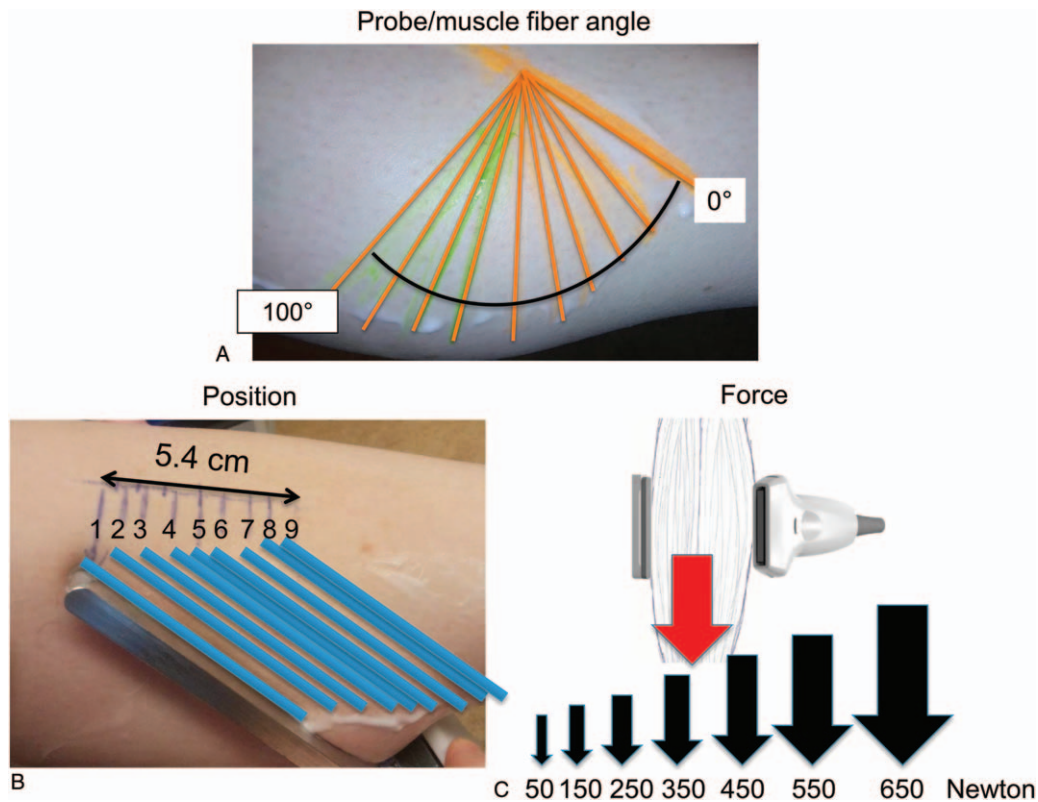 Probe/muscle fiber angle
0°
100°
A
Position
5.4 cm
1 2 3 4 5 6 7 8 9
B
Force
C 50 150 250 350 450 550 650 Newton